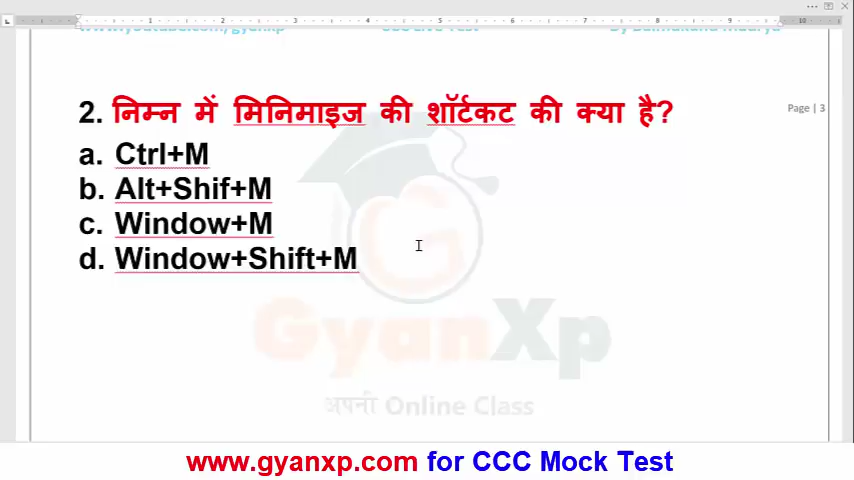 2. निम्न में मिनिमाइज की शॉर्टकट की क्या है?
Page | 3
a. Ctrl+M
b. Alt+Shif+M
c. Window+M
d. Window+Shift+M
GyanXp
अपनी Online Class
www.gyanxp.com for CCC Mock Test